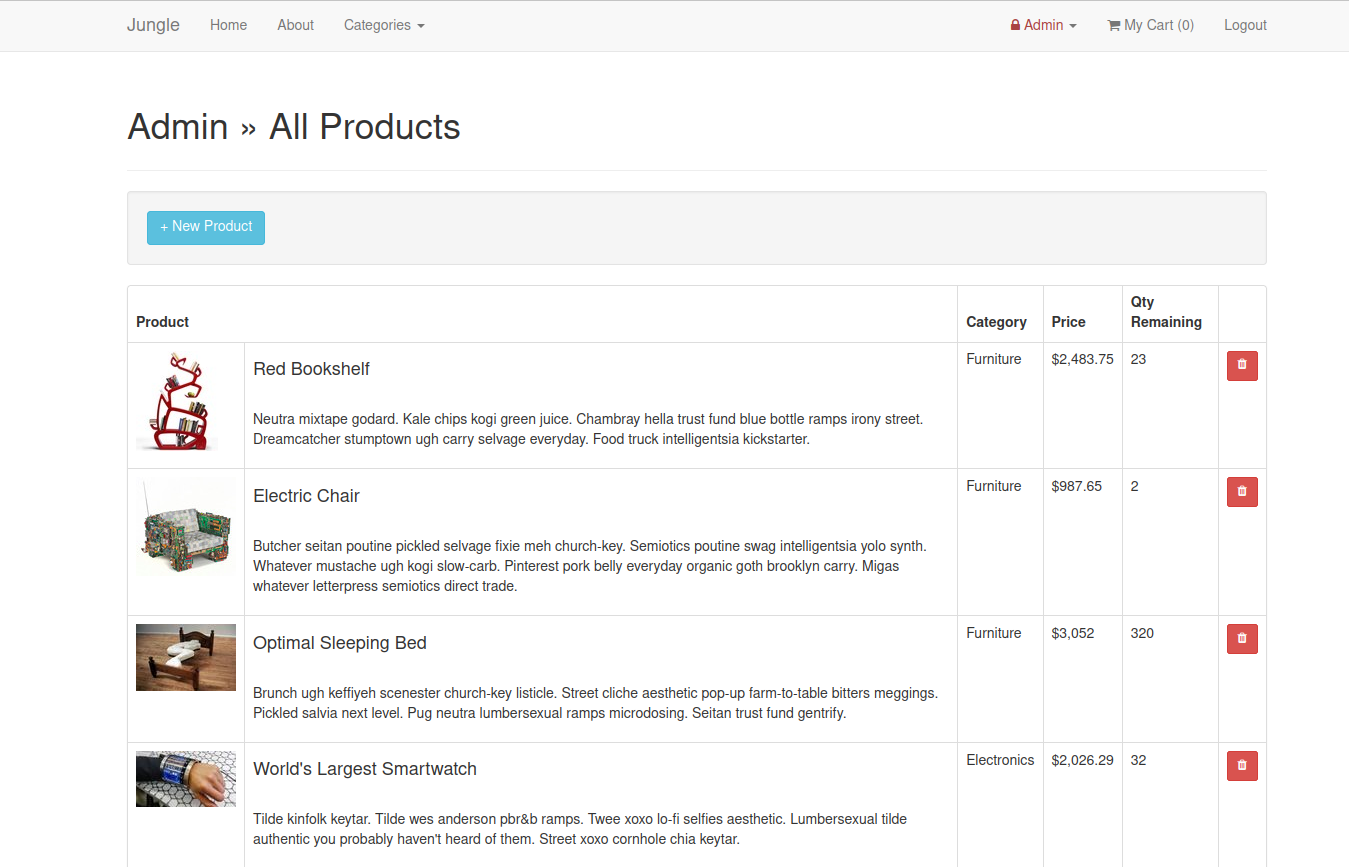 Jungle Home About Categories Admin My Cart (0) Logout
Admin » All Products
+ New Product
Product Category Price Qty Remaining
Red Bookshelf
Furniture $2,483.75 23
Neutra mixtape godard. Kale chips kogi green juice. Chambray hella trust fund blue bottle ramps irony street.
Dreamcatcher stumptown ugh carry selvage everyday. Food truck intelligentsia kickstarter.
Electric Chair
Furniture $987.65 2
Butcher seitan poutine pickled selvage fixie meh church-key. Semiotics poutine swag intelligentsia yolo synth.
Whatever mustache ugh kogi slow-carb. Pinterest pork belly everyday organic goth brooklyn carry. Migas
whatever letterpress semiotics direct trade.
Optimal Sleeping Bed
Furniture $3,052 320
Brunch ugh keffiyeh scenester church-key listicle. Street cliche aesthetic pop-up farm-to-table bitters meggings.
Pickled salvia next level. Pug neutra lumbersexual ramps microdosing. Seitan trust fund gentrify.
World's Largest Smartwatch
Electronics $2,026.29 32
Tilde kinfolk keytar. Tilde wes anderson pbr&b ramps. Twee xoxo lo-fi selfies aesthetic. Lumbersexual tilde
authentic you probably haven't heard of them. Street xoxo cornhole chia keytar.